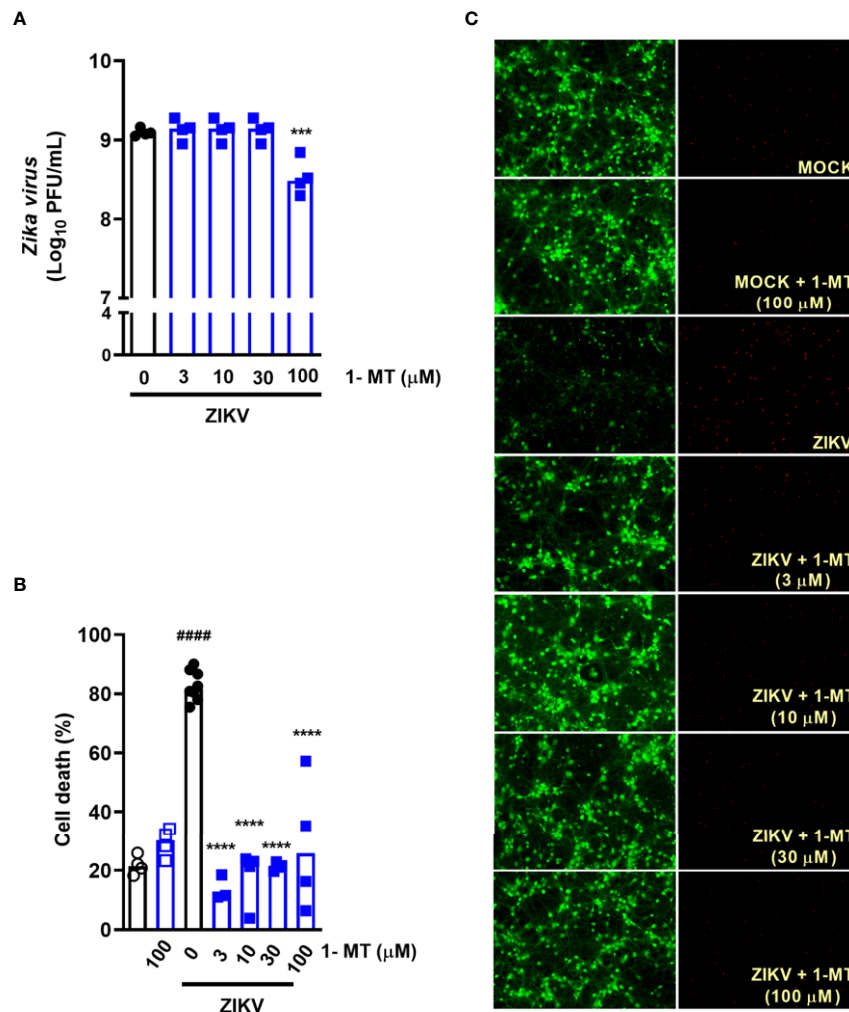 A
10
9
8
7
4
0
Zika virus
(Log10 PFU/mL)
***
0 3 10 30 100 1- MT (μM)
ZIKV
B
100
80
60
40
20
0
Cell death (%)
####
****
****
****
****
100 0 3 10 30 100 1- MT (μM)
ZIKV
C
MOCK
MOCK + 1-MT
(100 μM)
ZIKV
ZIKV + 1-MT
(3 μM)
ZIKV + 1-MT
(10 μM)
ZIKV + 1-MT
(30 μM)
ZIKV + 1-MT
(100 μM)